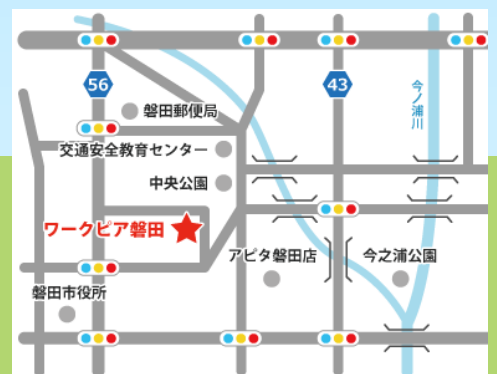 56
43
今ノ浦川
磐田郵便局
交通安全教育センター
中央公園
ワークピア磐田
アピタ磐田店
今之浦公園
磐田市役所